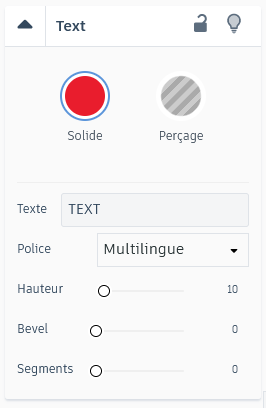 Text
Solide Perçage
Texte TEXT
Police Multilingue
Hauteur 10
Bevel 0
Segments 0